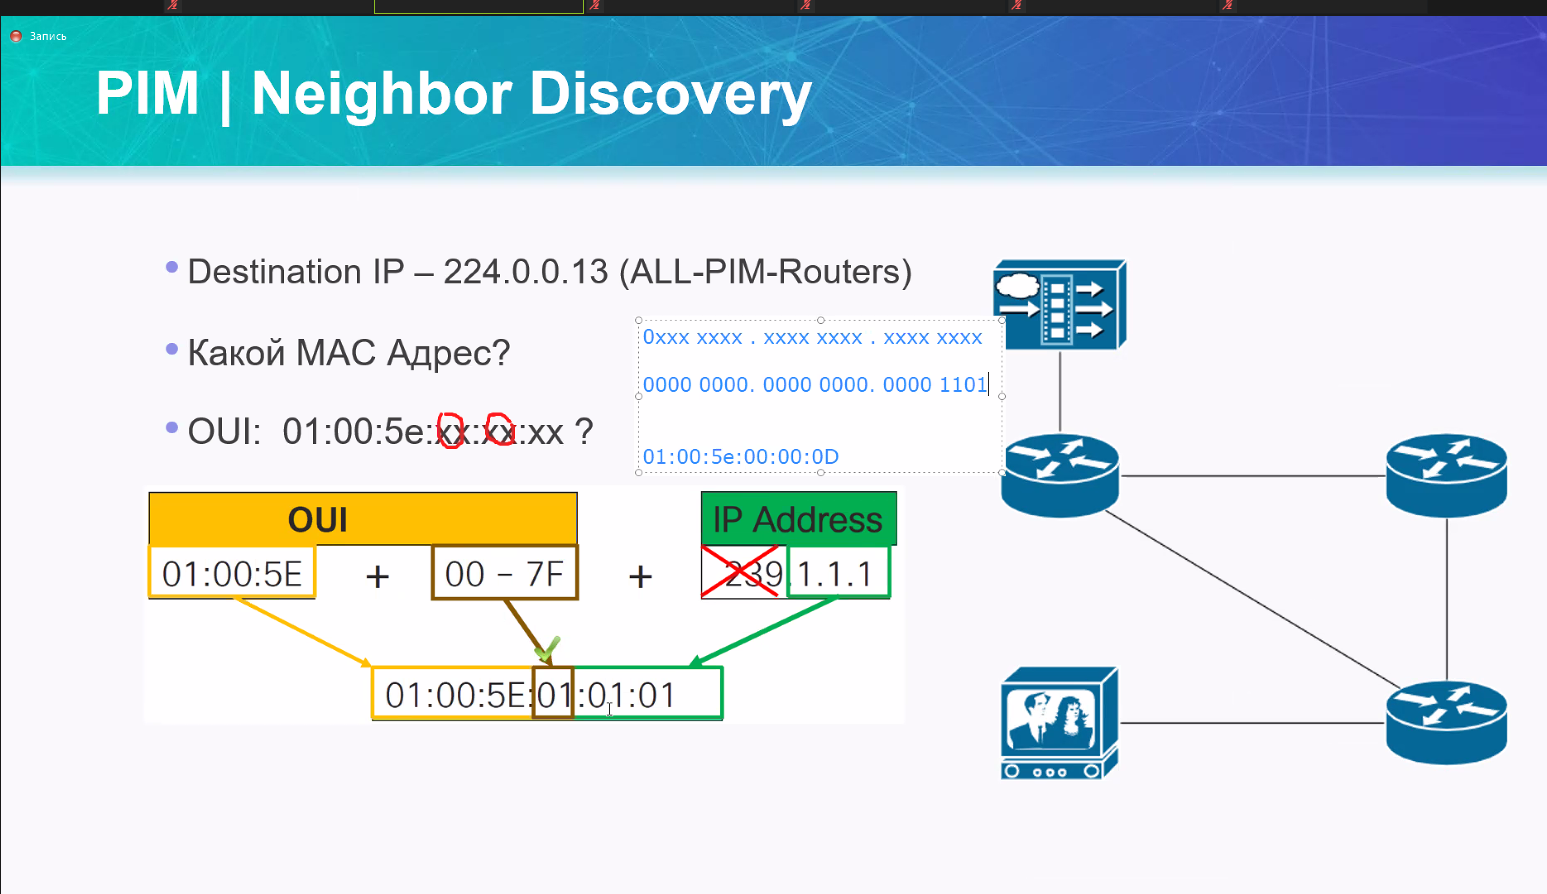 Запись
PIM | Neighbor Discovery
Destination IP – 224.0.0.13 (ALL-PIM-Routers)
Какой MAC Адрес?
0xxx xxxx . xxxx xxxx . xxxx xxxx
0000 0000. 0000 0000. 0000 1101
OUI: 01:00:5e:xx:xx:xx ?
01:00:5e:00:00:0D
OUI
IP Address
01:00:5E + 00 – 7F + 239.1.1.1
01:00:5E:01:01:01